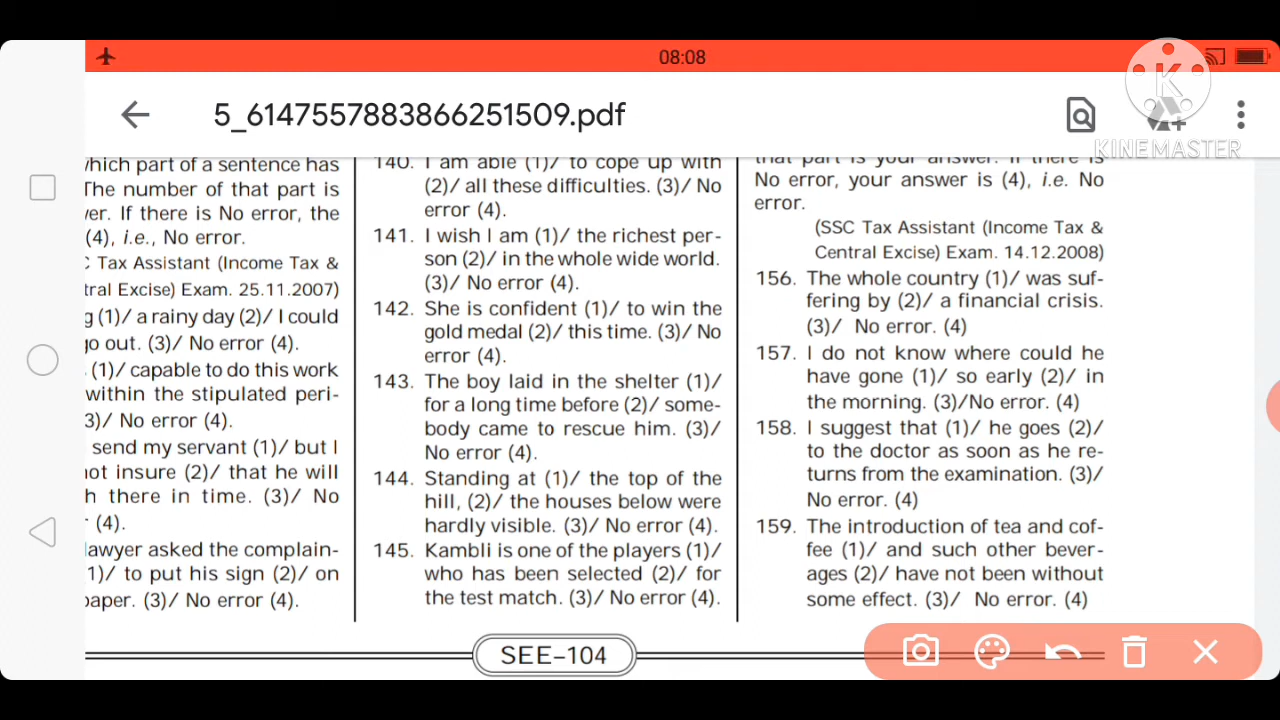 08:08
5_6147557883866251509.pdf
KINEMASTER
which part of a sentence has
The number of that part is
ver. If there is No error, the
(4), i.e., No error.
C Tax Assistant (Income Tax &
tral Excise) Exam. 25.11.2007)
g (1)/ a rainy day (2)/ I could
go out. (3)/ No error (4).
. (1)/ capable to do this work
within the stipulated peri-
3)/ No error (4).
send my servant (1)/ but I
not insure (2)/ that he will
h there in time. (3)/ No
r (4).
lawyer asked the complain-
1)/ to put his sign (2)/ on
paper. (3)/ No error (4).
140. I am able (1)/ to cope up with
(2)/ all these difficulties. (3)/ No
error (4).
141. I wish I am (1)/ the richest per-
son (2)/ in the whole wide world.
(3)/ No error (4).
142. She is confident (1)/ to win the
gold medal (2)/ this time. (3)/ No
error (4).
143. The boy laid in the shelter (1)/
for a long time before (2)/ some-
body came to rescue him. (3)/
No error (4).
144. Standing at (1)/ the top of the
hill, (2)/ the houses below were
hardly visible. (3)/ No error (4).
145. Kambli is one of the players (1)/
who has been selected (2)/ for
the test match. (3)/ No error (4).
that part is your answer. If there is
No error, your answer is (4), i.e. No
error.
(SSC Tax Assistant (Income Tax &
Central Excise) Exam. 14.12.2008)
156. The whole country (1)/ was suf-
fering by (2)/ a financial crisis.
(3)/ No error. (4)
157. I do not know where could he
have gone (1)/ so early (2)/ in
the morning. (3)/No error. (4)
158. I suggest that (1)/ he goes (2)/
to the doctor as soon as he re-
turns from the examination. (3)/
No error. (4)
159. The introduction of tea and cof-
fee (1)/ and such other bever-
ages (2)/ have not been without
some effect. (3)/ No error. (4)
SEE–104